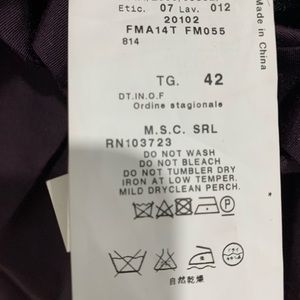 Etic. 07 Lav. 012
20102
FMA14T FM055
814
TG. 42
DT.IN.O.F
Ordine stagionale
M.S.C. SRL
RN103723
DO NOT WASH
DO NOT BLEACH
DO NOT TUMBLER DRY
IRON AT LOW TEMPER.
MILD DRYCLEAN PERCH.
P
自然乾燥
Made in China